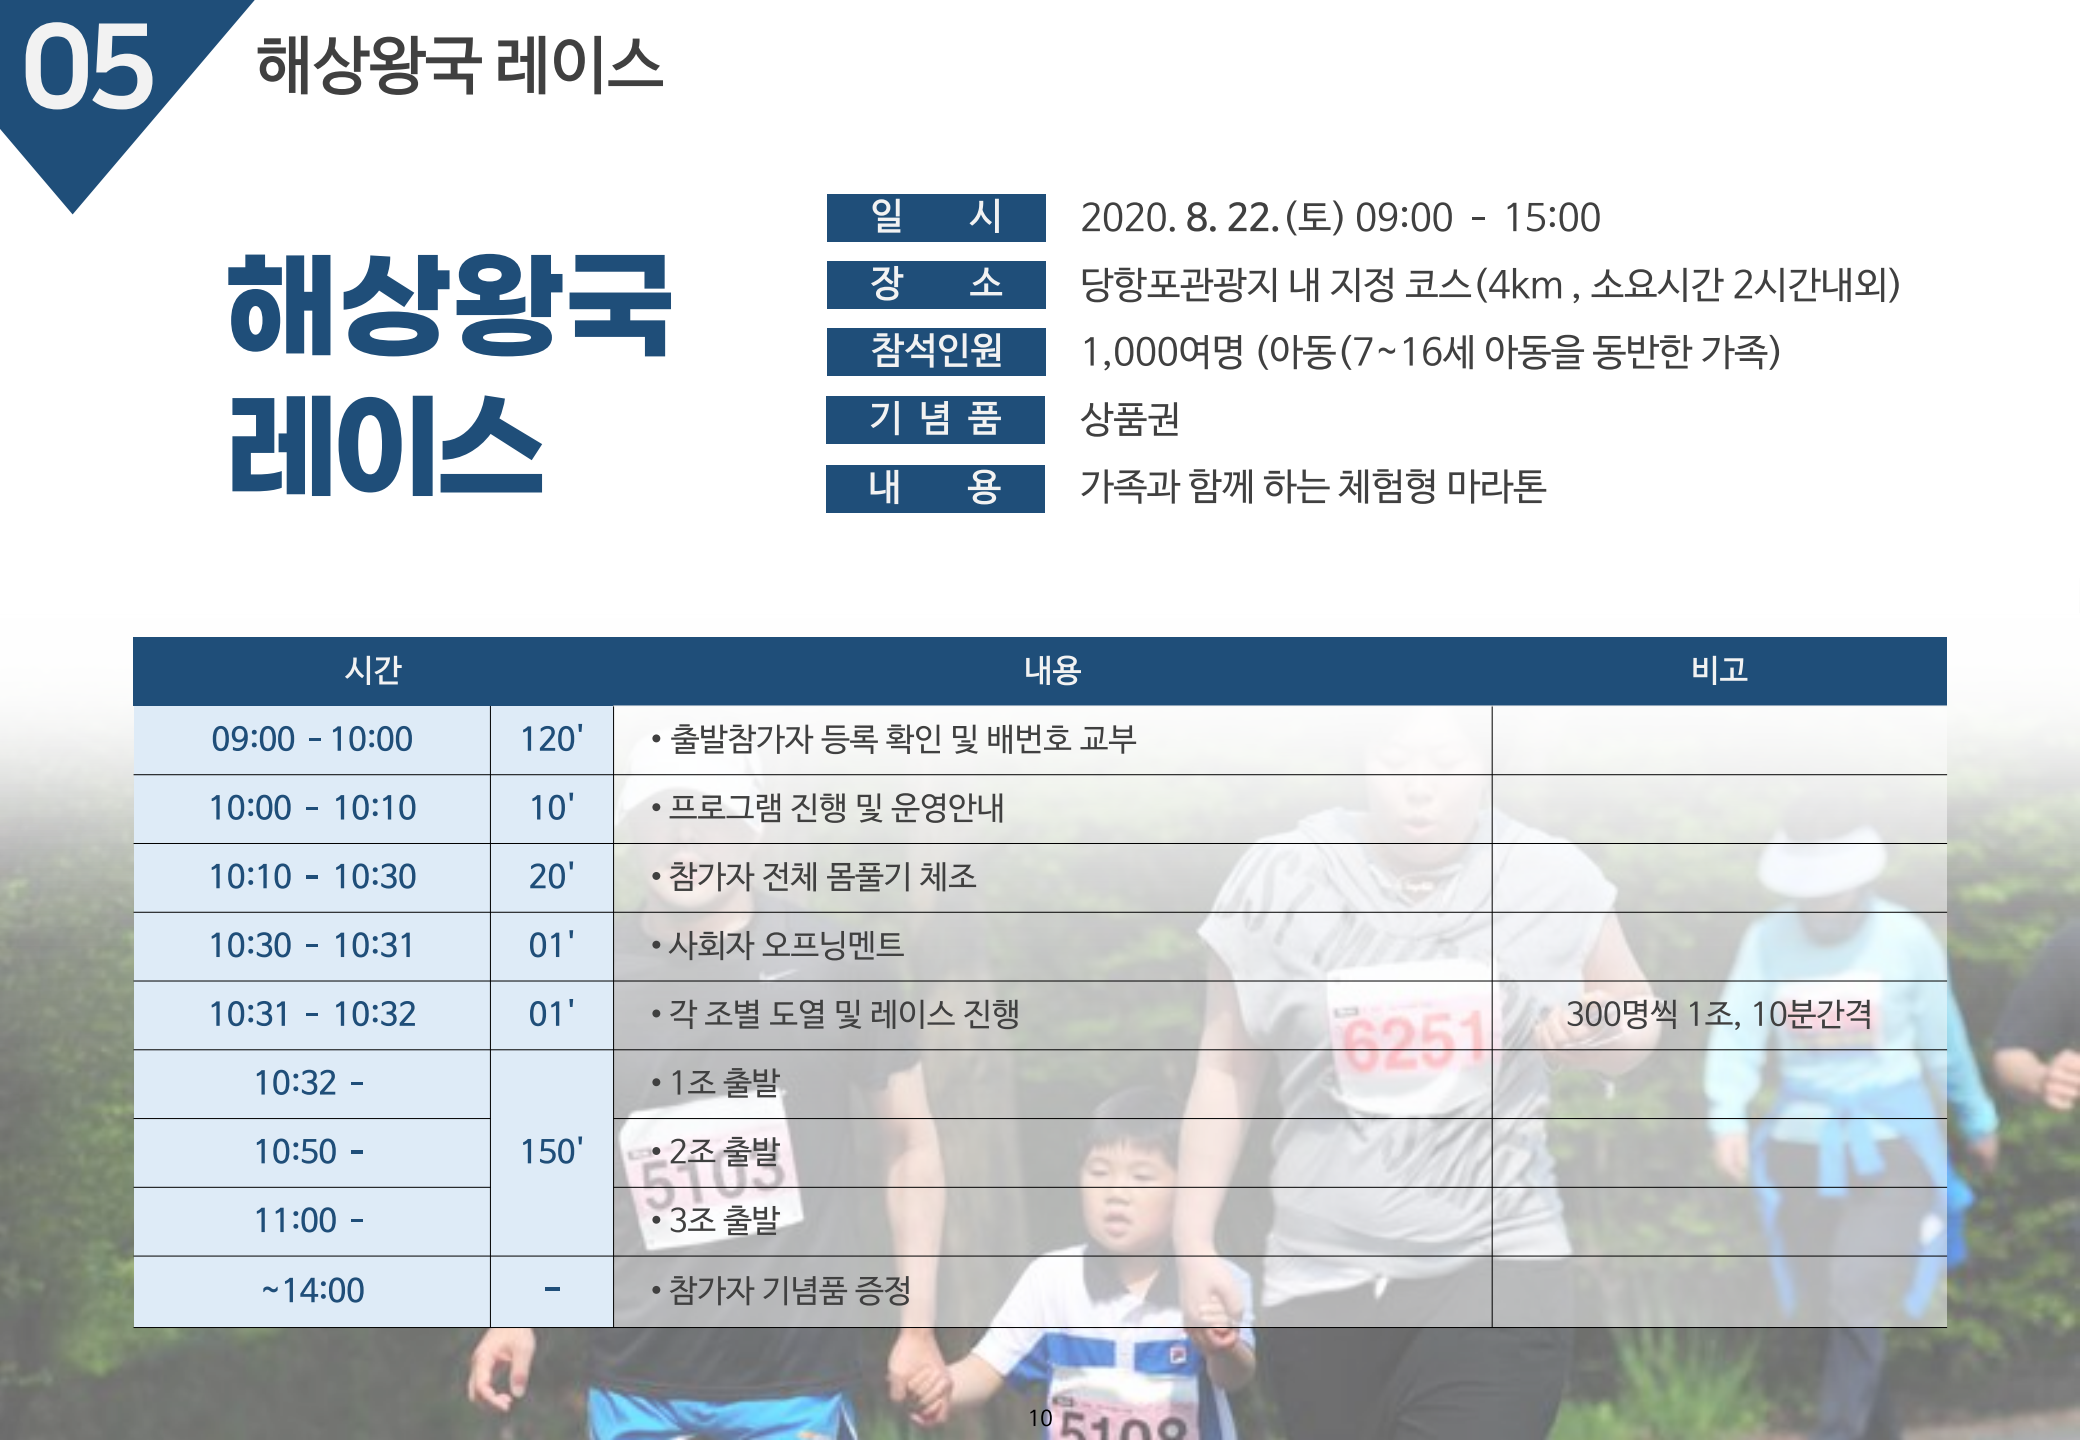 05
해상왕국 레이스
해상왕국
레이스
일 시 2020. 8. 22.(토) 09:00 - 15:00
장 소 당항포관광지 내 지정 코스(4km , 소요시간 2시간내외)
참석인원 1,000여명 (아동(7~16세 아동을 동반한 가족)
기 념 품 상품권
내 용 가족과 함께 하는 체험형 마라톤
시간 내용 비고
09:00 - 10:00 120' • 출발참가자 등록 확인 및 배번호 교부
10:00 - 10:10 10' • 프로그램 진행 및 운영안내
10:10 - 10:30 20' • 참가자 전체 몸풀기 체조
10:30 - 10:31 01' • 사회자 오프닝멘트
10:31 - 10:32 01' • 각 조별 도열 및 레이스 진행 300명씩 1조, 10분간격
6251
10:32 - • 1조 출발
10:50 - 150' • 2조 출발
5103
11:00 - • 3조 출발
~14:00 - • 참가자 기념품 증정
10
5108